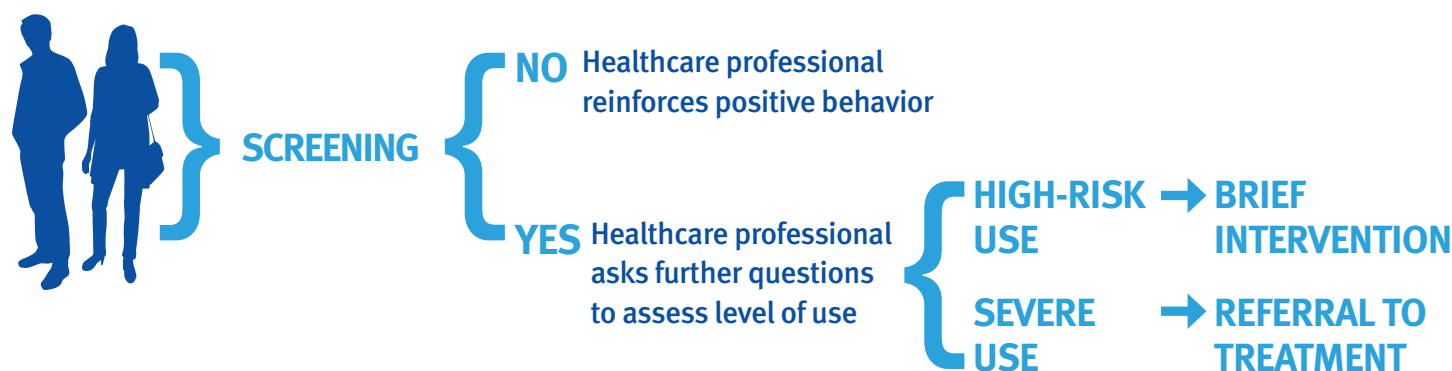 SCREENING
NO Healthcare professional
reinforces positive behavior
YES Healthcare professional
asks further questions
to assess level of use
HIGH-RISK
USE
BRIEF
INTERVENTION
SEVERE
USE
REFERRAL TO
TREATMENT